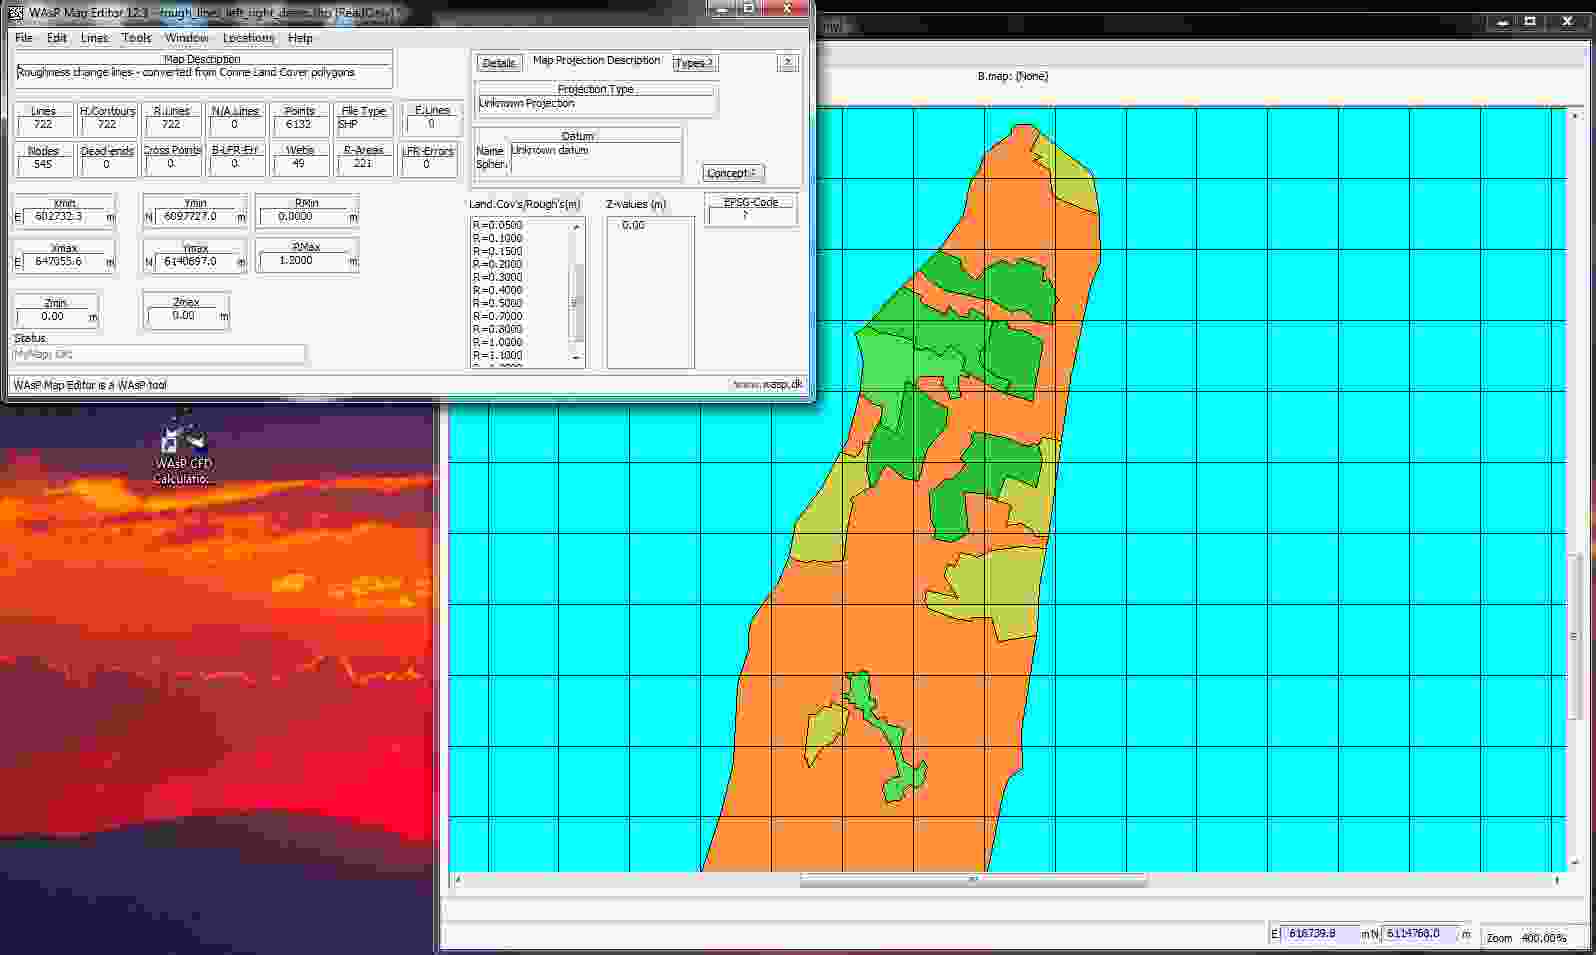 WAsP Map Editor 12.3 - rough_lines_left_right_demo.shp (ReadOnly)
File Edit Lines Tools Window Locations Help
Map Description
Roughness change lines - converted from Corine Land Cover polygons
Lines H.Contours R.Lines N/A.Lines Points File Type E.Lines
722 722 722 0 6132 SHP 0
Nodes Dead-ends Cross Points B-LFR-Err Webs R-Areas LFR-Errors
545 0 0 0 49 221 0
Xmin Ymin RMin
E 602732.3 m N 6097727.0 m 0.0000 m
Xmax Ymax RMax
E 647055.6 m N 6140697.0 m 1.2000 m
Zmin Zmax
0.00 m 0.00 m
Status
MyMap: OK
WAsP Map Editor is a WAsP tool
www.wasp.dk
Details Map Projection Description Types ? ?
Projection Type
Unknown Projection
Datum
Name Unknown datum
Spher.
Concept ?
Land.Cov's/Rough's(m) Z-values (m) EPSG-Code
?
R=0.0500 0.00
R=0.1000
R=0.1500
R=0.2000
R=0.3000
R=0.4000
R=0.5000
R=0.7000
R=0.8000
R=1.0000
R=1.1000
B.map: (None)
WAsP CFD
Calculatio...
E 616739.8 m N 6114760.0 m Zoom 400.00%